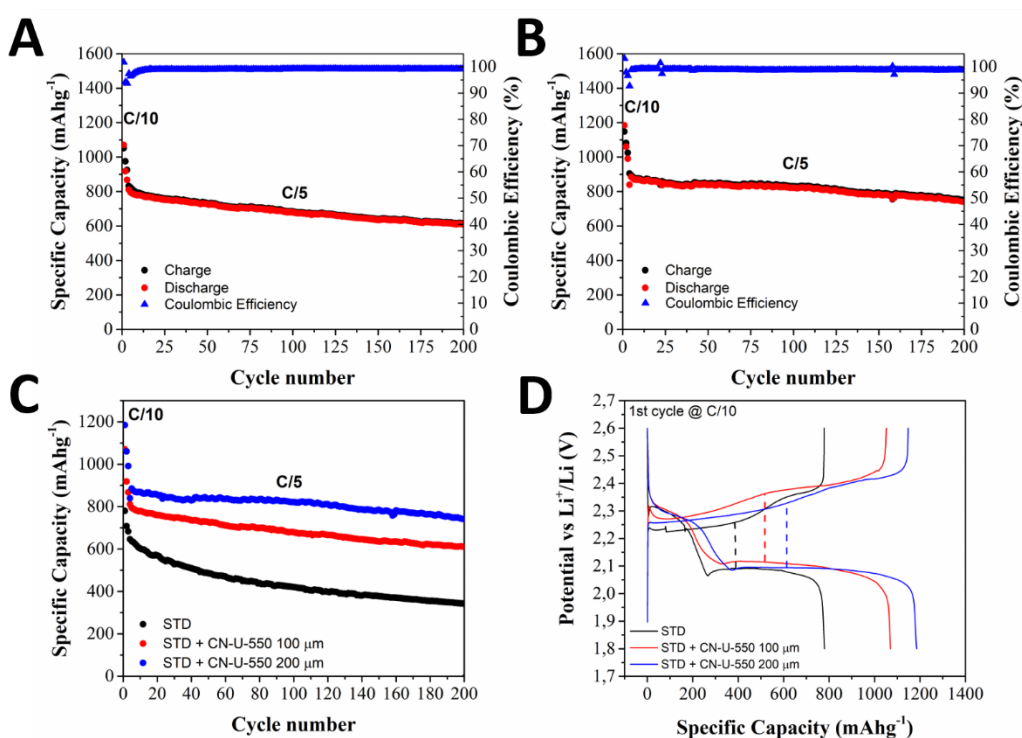 A
Specific Capacity (mAhg⁻¹)
1600
1400
1200
1000
800
600
400
200
0
C/10
C/5
Charge
Discharge
Coulombic Efficiency
100
90
80
70
60
50
40
30
20
10
0
Coulombic Efficiency (%)
0 25 50 75 100 125 150 175 200
Cycle number
B
Specific Capacity (mAhg⁻¹)
1600
1400
1200
1000
800
600
400
200
0
C/10
C/5
Charge
Discharge
Coulombic Efficiency
100
90
80
70
60
50
40
30
20
10
0
Coulombic Efficiency (%)
0 25 50 75 100 125 150 175 200
Cycle number
C
Specific Capacity (mAhg⁻¹)
1200
1000
800
600
400
200
0
C/10
C/5
STD
STD + CN-U-550 100 μm
STD + CN-U-550 200 μm
0 20 40 60 80 100 120 140 160 180 200
Cycle number
D
Potential vs Li⁺/Li (V)
2,7
2,6
2,5
2,4
2,3
2,2
2,1
2,0
1,9
1,8
1,7
1st cycle @ C/10
STD
STD + CN-U-550 100 μm
STD + CN-U-550 200 μm
0 200 400 600 800 1000 1200 1400
Specific Capacity (mAhg⁻¹)